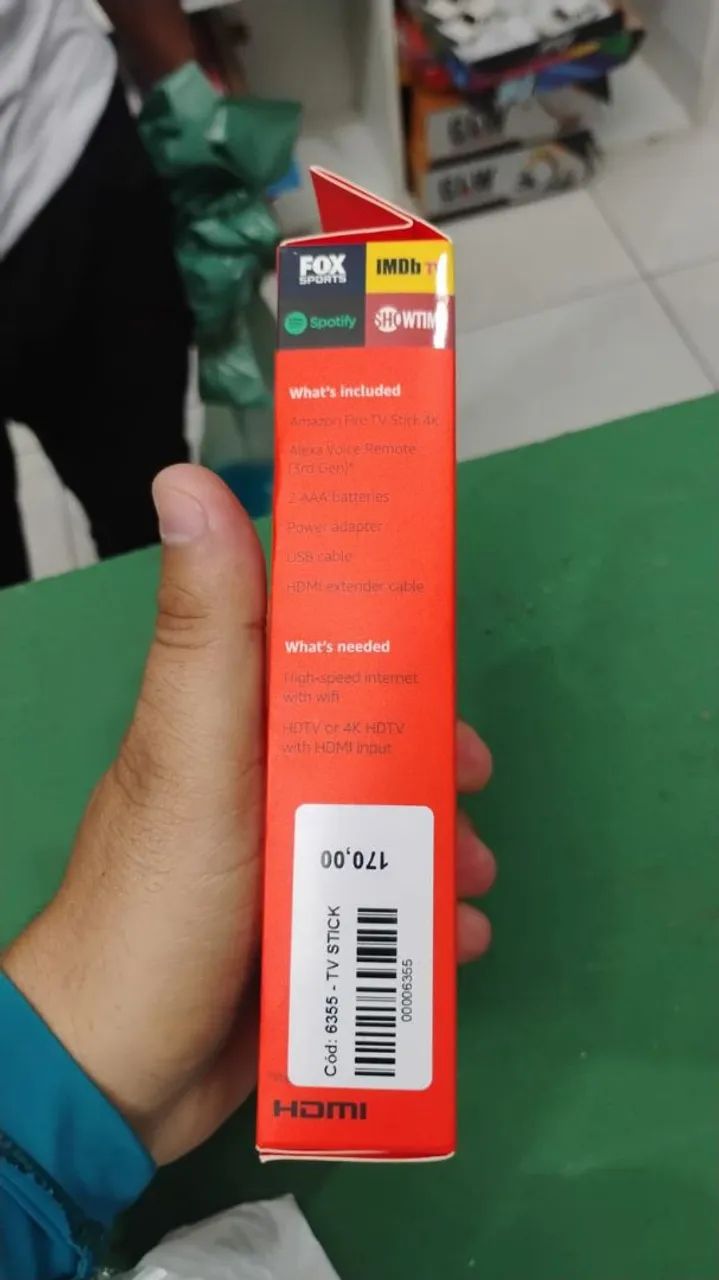 FOX
SPORTS
IMDb TV
Spotify
SHOWTIM
What's included
Amazon Fire TV Stick 4K
Alexa Voice Remote
(3rd Gen)*
2 AAA batteries
Power adapter
USB cable
HDMI extender cable
What's needed
High-speed internet
with wifi
HDTV or 4K HDTV
with HDMI input
170,00
Cód: 6355 - TV STICK
00006355
HDMI